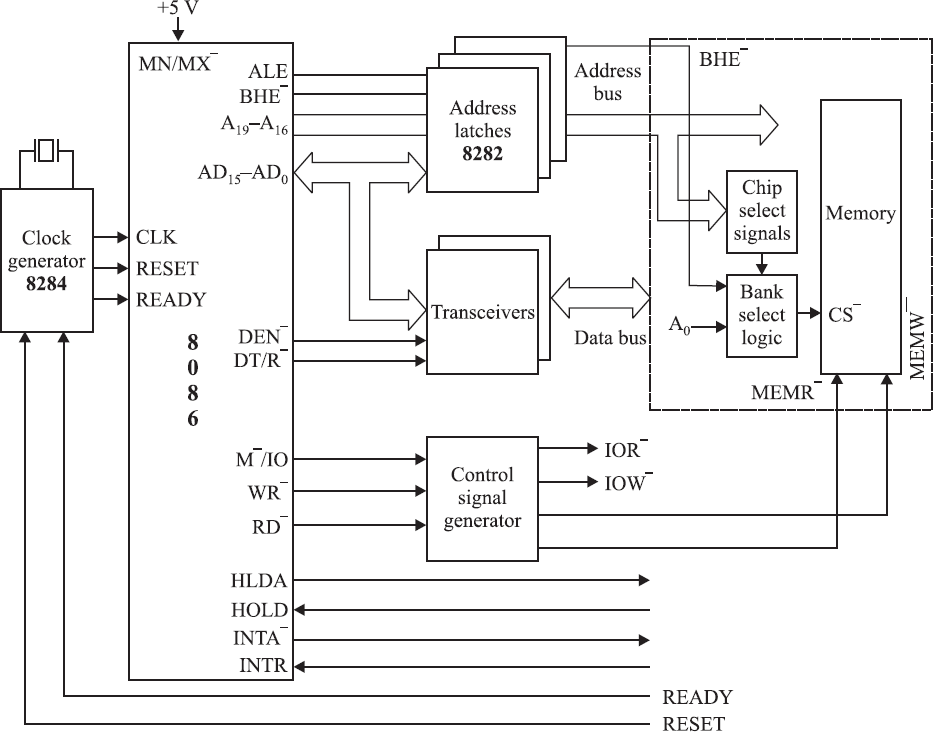 +5 V
MN/MX¯
ALE
BHE¯
A₁₉–A₁₆
AD₁₅–AD₀
Clock
generator
8284
CLK
RESET
READY
8
0
8
6
DEN¯
DT/R¯
M¯/IO
WR¯
RD¯
HLDA
HOLD
INTA¯
INTR
Address
latches
8282
Address
bus
Transceivers
Data bus
Control
signal
generator
IOR¯
IOW¯
BHE¯
Chip
select
signals
Bank
select
logic
A₀
Memory
CS¯
MEMR¯
MEMW¯
READY
RESET